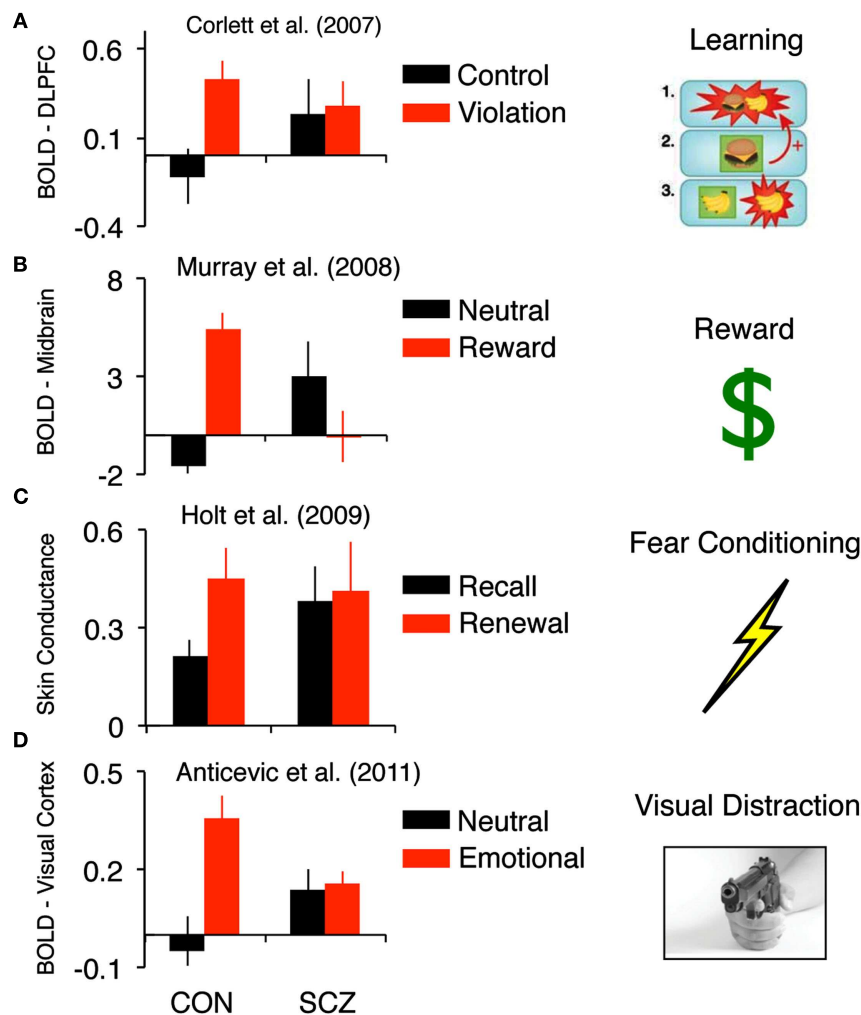 A
Corlett et al. (2007)
BOLD - DLPFC
0.6
0.1
-0.4
Control
Violation
Learning
1.
2.
+
3.
B
Murray et al. (2008)
BOLD - Midbrain
8
3
-2
Neutral
Reward
Reward
$
C
Holt et al. (2009)
Skin Conductance
0.6
0.3
0
Recall
Renewal
Fear Conditioning
D
Anticevic et al. (2011)
BOLD - Visual Cortex
0.5
0.2
-0.1
Neutral
Emotional
Visual Distraction
CON
SCZ